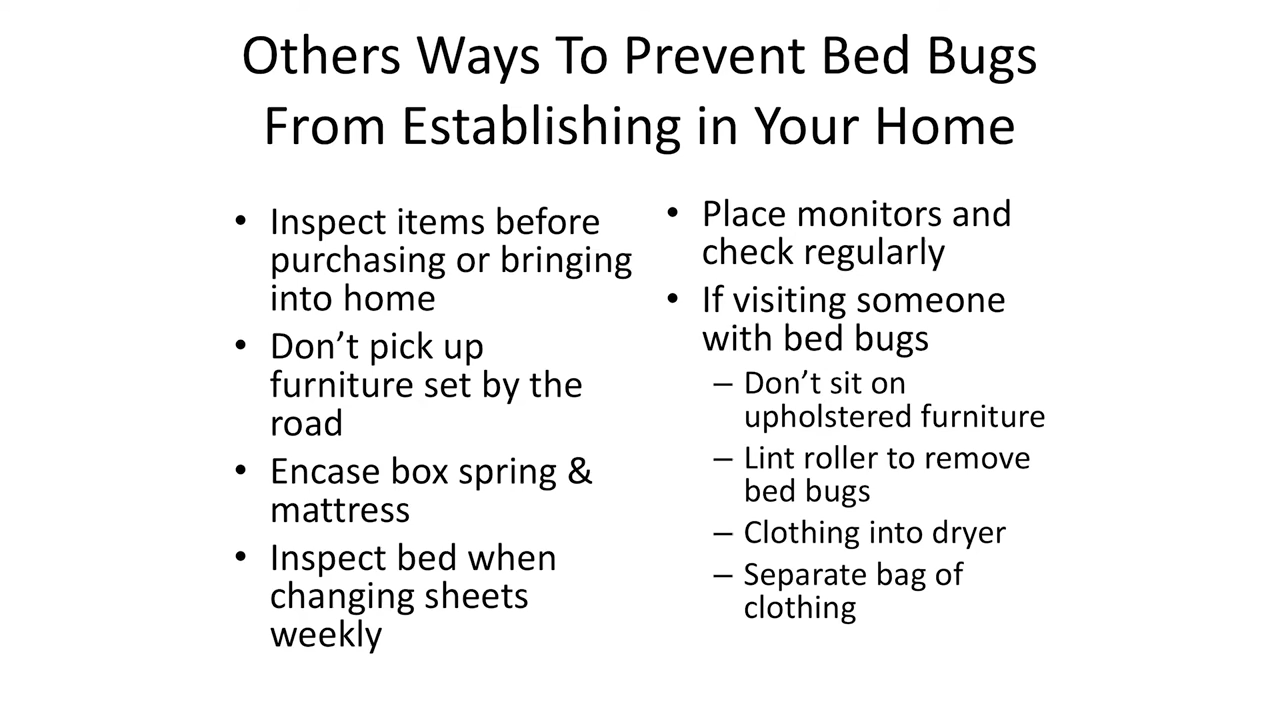 Others Ways To Prevent Bed Bugs
From Establishing in Your Home
• Inspect items before
purchasing or bringing
into home
• Don’t pick up
furniture set by the
road
• Encase box spring &
mattress
• Inspect bed when
changing sheets
weekly
• Place monitors and
check regularly
• If visiting someone
with bed bugs
– Don’t sit on
upholstered furniture
– Lint roller to remove
bed bugs
– Clothing into dryer
– Separate bag of
clothing